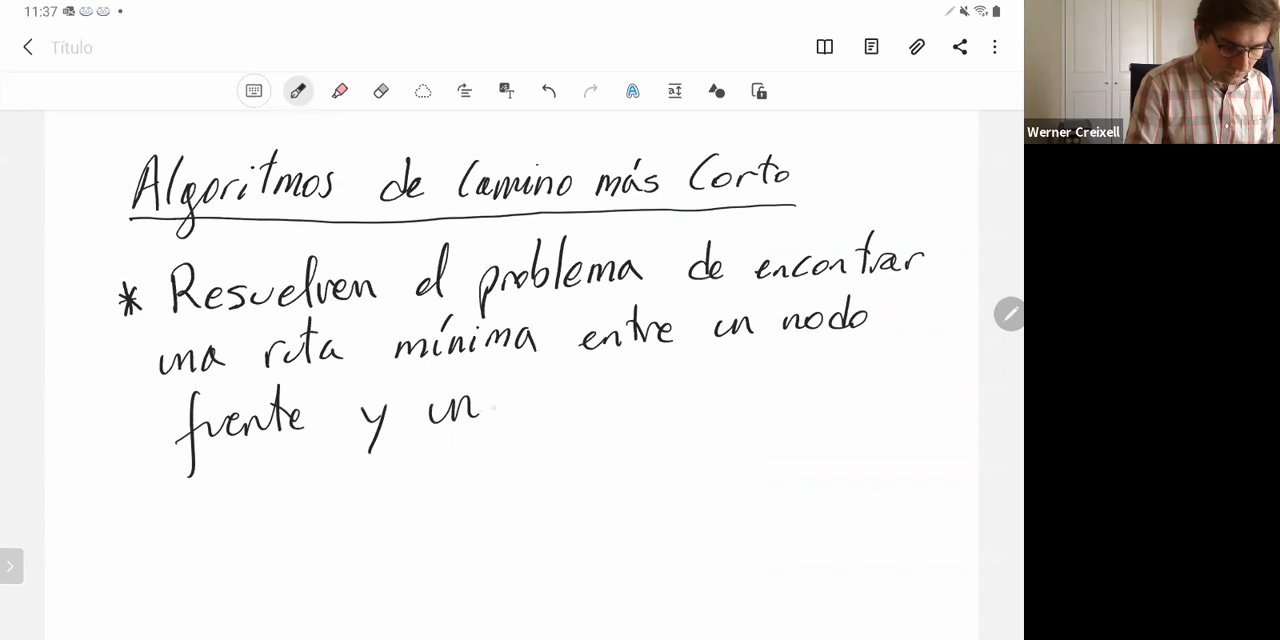 11:37
Título
Werner Creixell
Algoritmos de Camino más Corto
* Resuelven el problema de encontrar
una ruta mínima entre un nodo
fuente y un